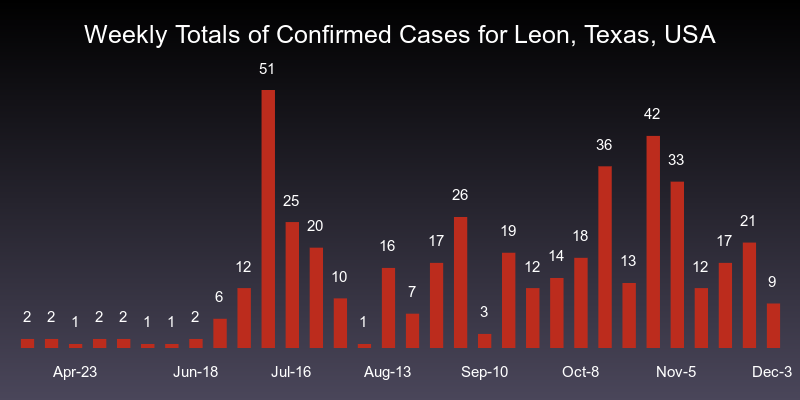 Weekly Totals of Confirmed Cases for Leon, Texas, USA
2 2 1 2 2 1 1 2 6 12 51 25 20 10 1 16 7 17 26 3 19 12 14 18 36 13 42 33 12 17 21 9
Apr-23 Jun-18 Jul-16 Aug-13 Sep-10 Oct-8 Nov-5 Dec-3